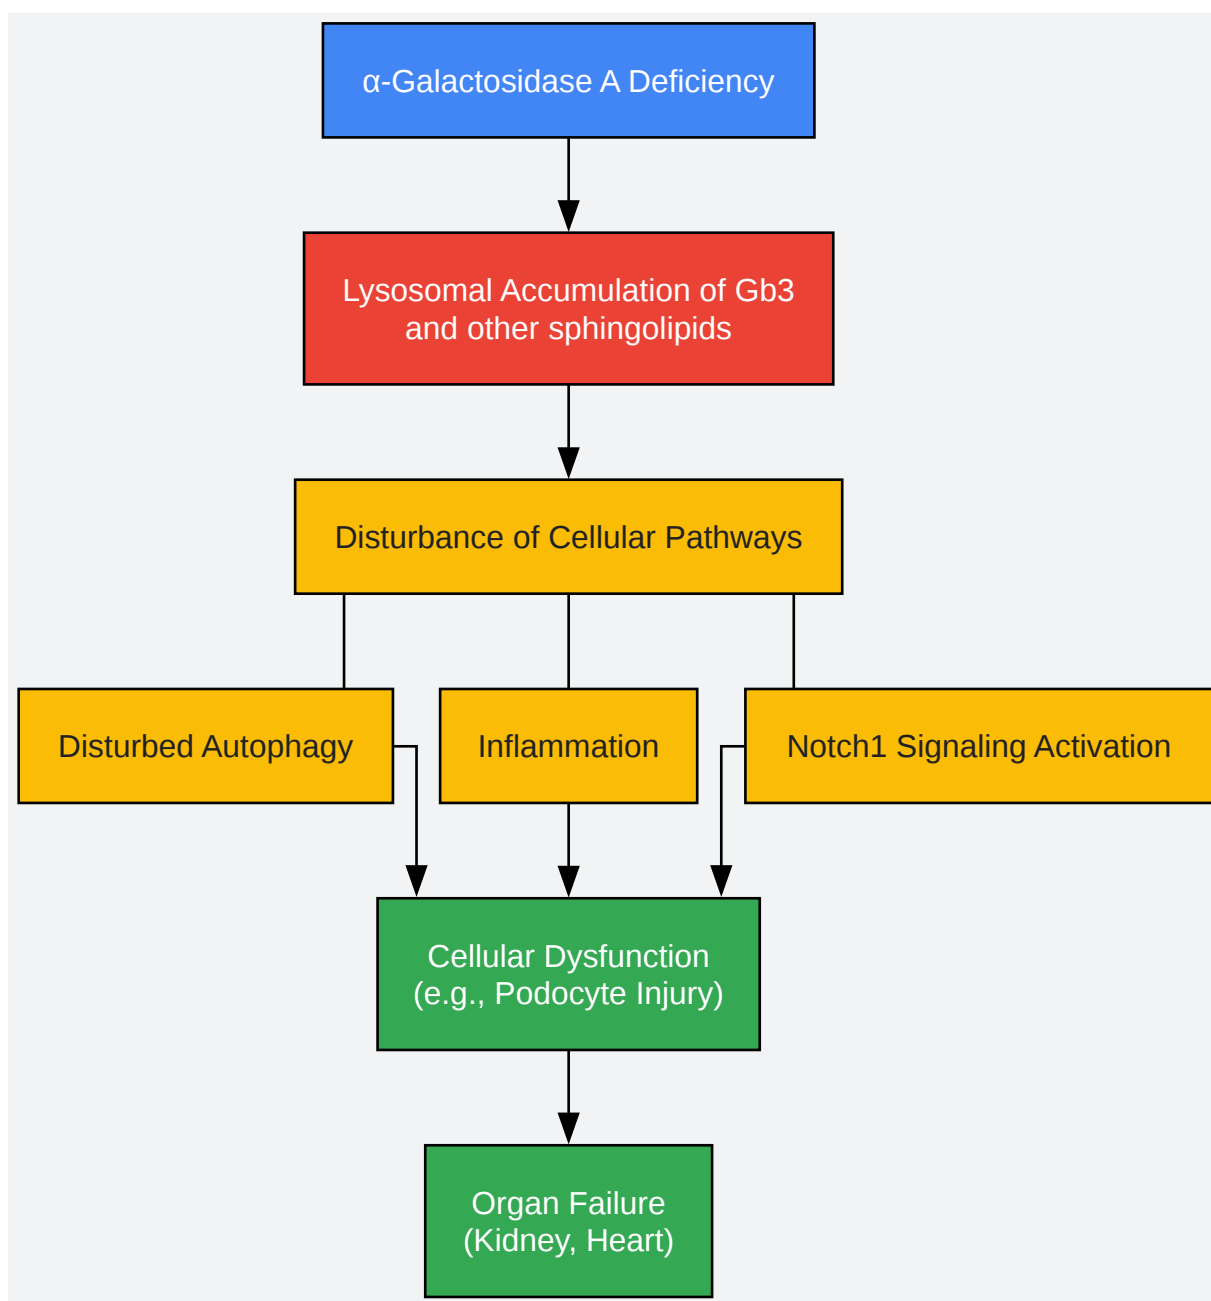 α-Galactosidase A Deficiency
Lysosomal Accumulation of Gb3
and other sphingolipids
Disturbance of Cellular Pathways
Disturbed Autophagy
Inflammation
Notch1 Signaling Activation
Cellular Dysfunction
(e.g., Podocyte Injury)
Organ Failure
(Kidney, Heart)